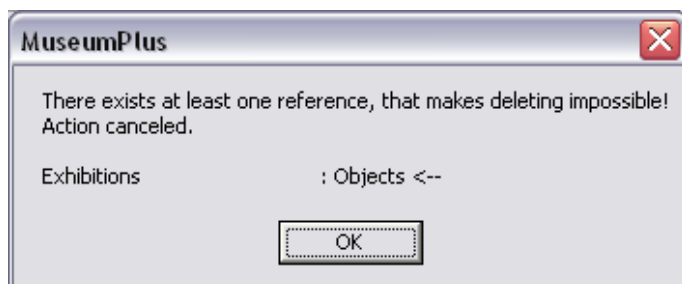 MuseumPlus
There exists at least one reference, that makes deleting impossible!
Action canceled.
Exhibitions : Objects <--
OK